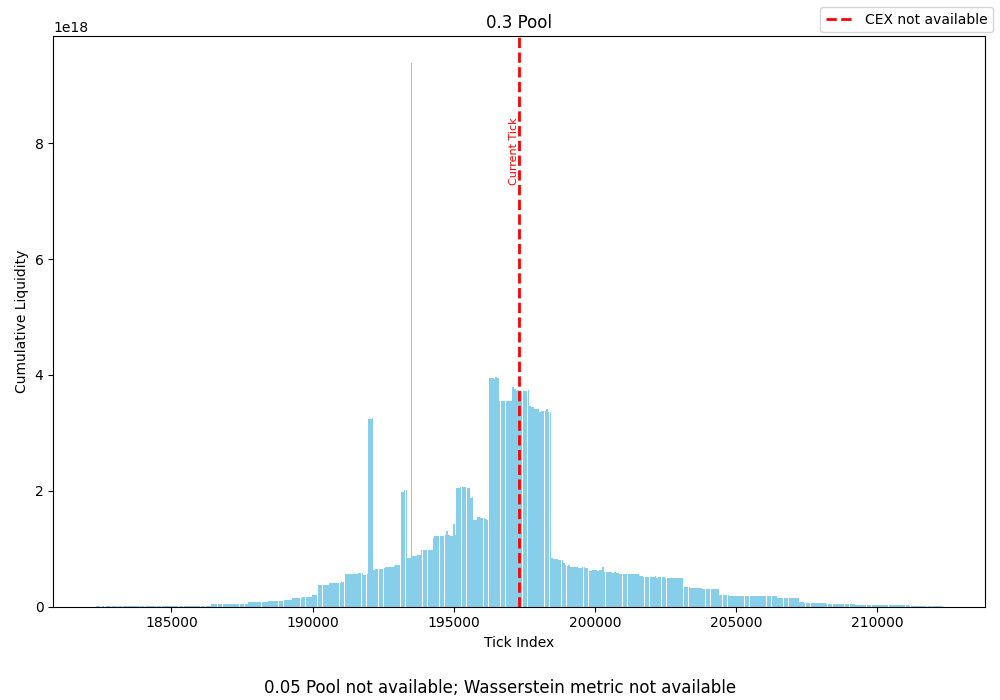 0.3 Pool
CEX not available
1e18
8
6
4
2
0
Cumulative Liquidity
Current Tick
185000
190000
195000
200000
205000
210000
Tick Index
0.05 Pool not available; Wasserstein metric not available